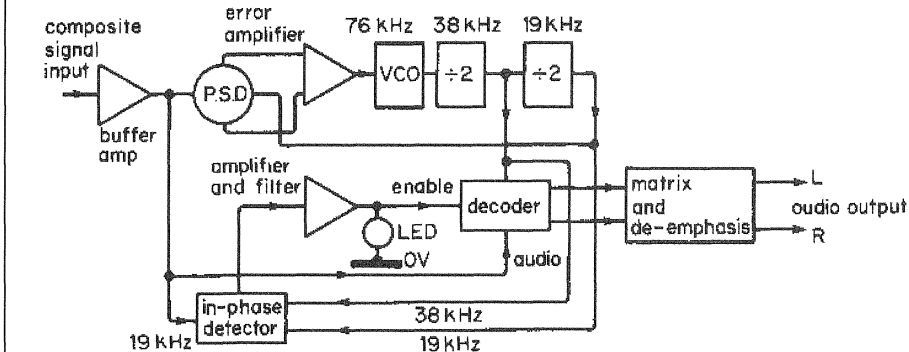 composite
signal
input
error
amplifier
76 kHz
38 kHz
19 kHz
P.S.D
VCO
÷2
÷2
buffer
amp
amplifier
and filter
enable
decoder
matrix
and
de-emphasis
L
oudio output
R
LED
0V
audio
in-phase
detector
38 kHz
19 kHz
19 kHz